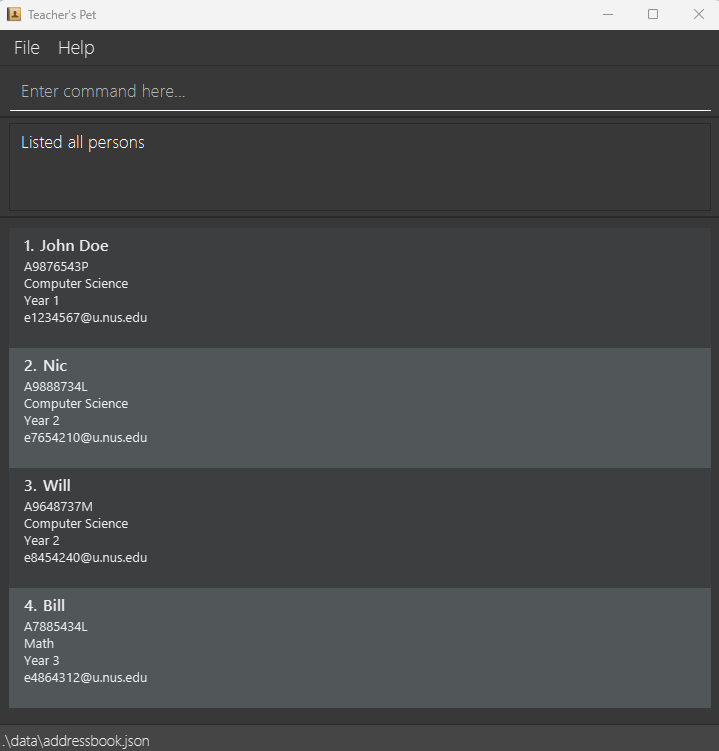 Teacher's Pet
File Help
Enter command here...
Listed all persons
1. John Doe
A9876543P
Computer Science
Year 1
e1234567@u.nus.edu
2. Nic
A9888734L
Computer Science
Year 2
e7654210@u.nus.edu
3. Will
A9648737M
Computer Science
Year 2
e8454240@u.nus.edu
4. Bill
A7885434L
Math
Year 3
e4864312@u.nus.edu
.\data\addressbook.json